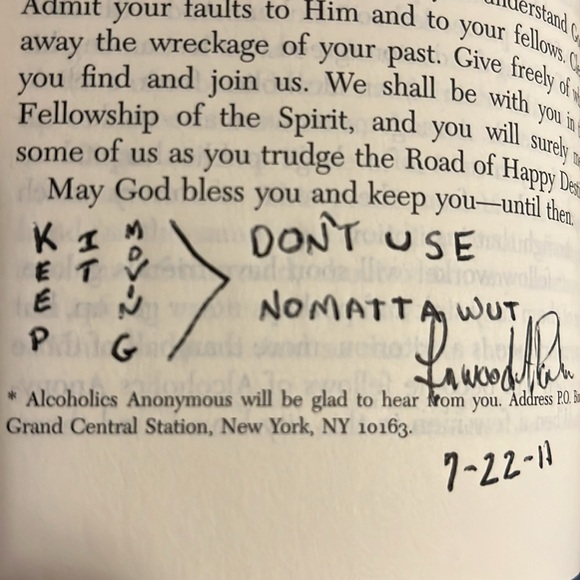 Admit your faults to Him and to your fellows.
away the wreckage of your past. Give freely of
you find and join us. We shall be with you in
Fellowship of the Spirit, and you will surely
some of us as you trudge the Road of Happy
May God bless you and keep you—until then.
KEEP IT MOVING > DON'T USE
NOMATTA WUT
* Alcoholics Anonymous will be glad to hear from you. Address P.O.
Grand Central Station, New York, NY 10163.
7-22-11